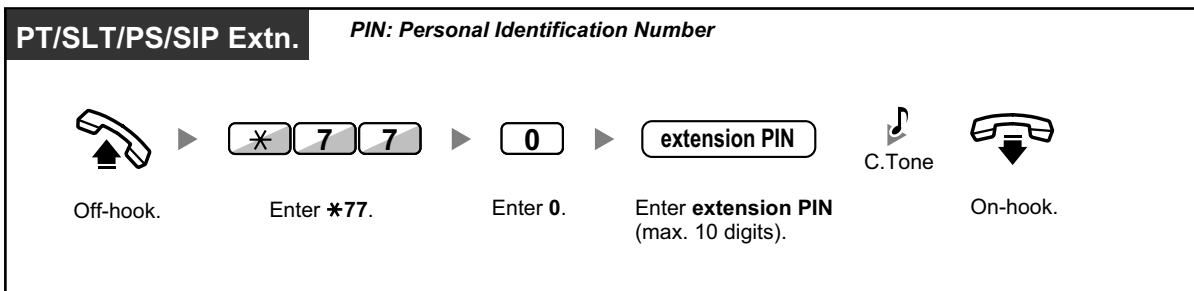 PT/SLT/PS/SIP Extn.
PIN: Personal Identification Number
✱ 7 7 0 extension PIN
C.Tone
Off-hook. Enter ✱77. Enter 0. Enter extension PIN On-hook.
(max. 10 digits).